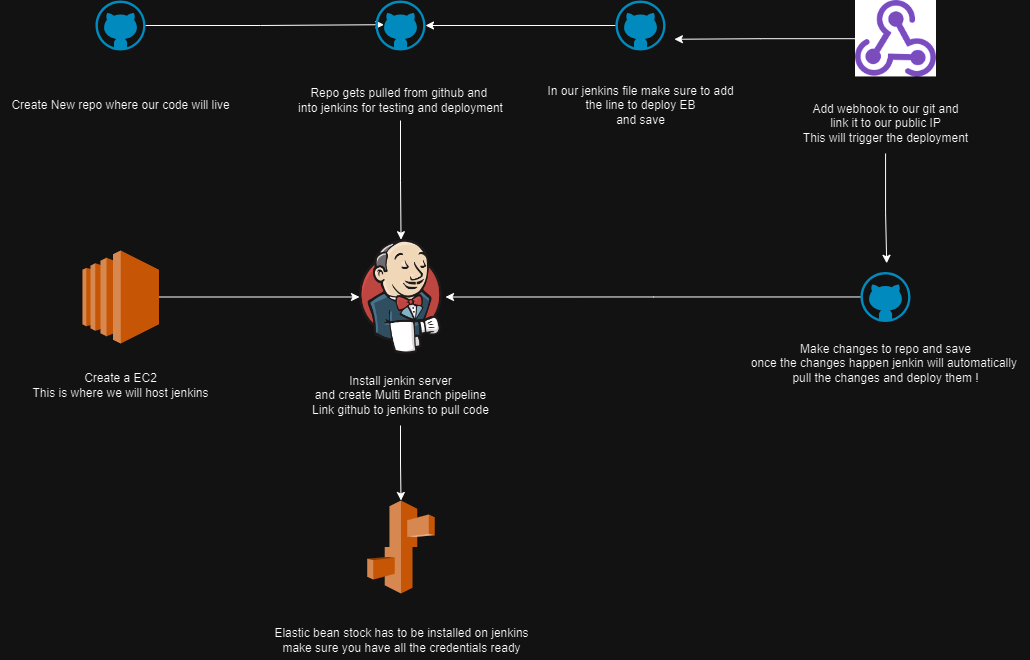 Create New repo where our code will live
Repo gets pulled from github and
into jenkins for testing and deployment
In our jenkins file make sure to add
the line to deploy EB
and save
Add webhook to our git and
link it to our public IP
This will trigger the deployment
Create a EC2
This is where we will host jenkins
Install jenkin server
and create Multi Branch pipeline
Link github to jenkins to pull code
Make changes to repo and save
once the changes happen jenkin will automatically
pull the changes and deploy them !
Elastic bean stock has to be installed on jenkins
make sure you have all the credentials ready